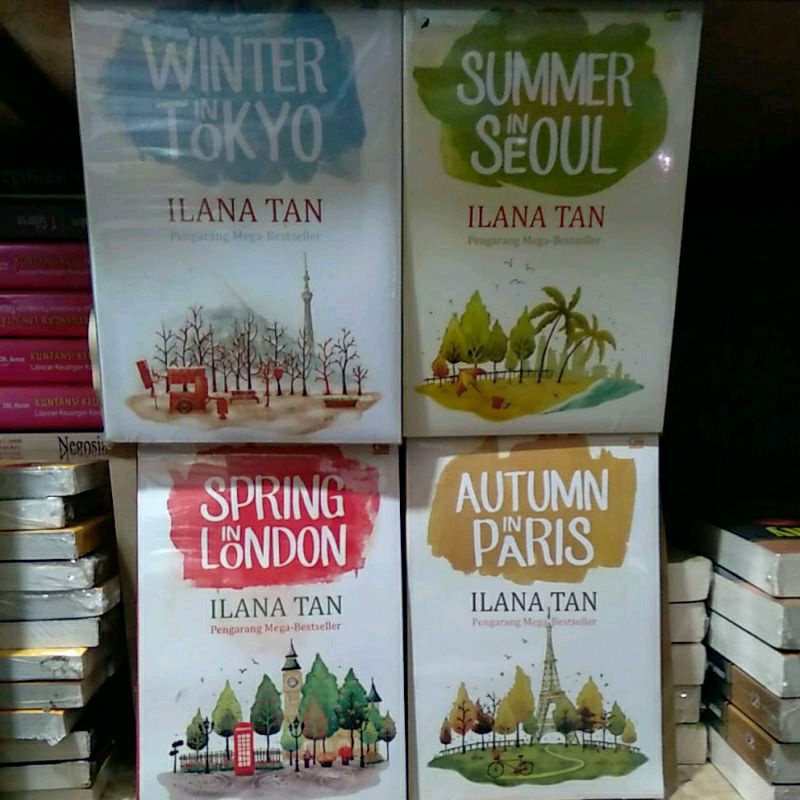 WINTER
IN
TOKYO
ILANA TAN
Pengarang Mega-Bestseller
SUMMER
IN
SEOUL
ILANA TAN
Pengarang Mega-Bestseller
SPRING
IN
LONDON
ILANA TAN
Pengarang Mega-Bestseller
AUTUMN
IN
PARIS
ILANA TAN
Pengarang Mega-Bestseller